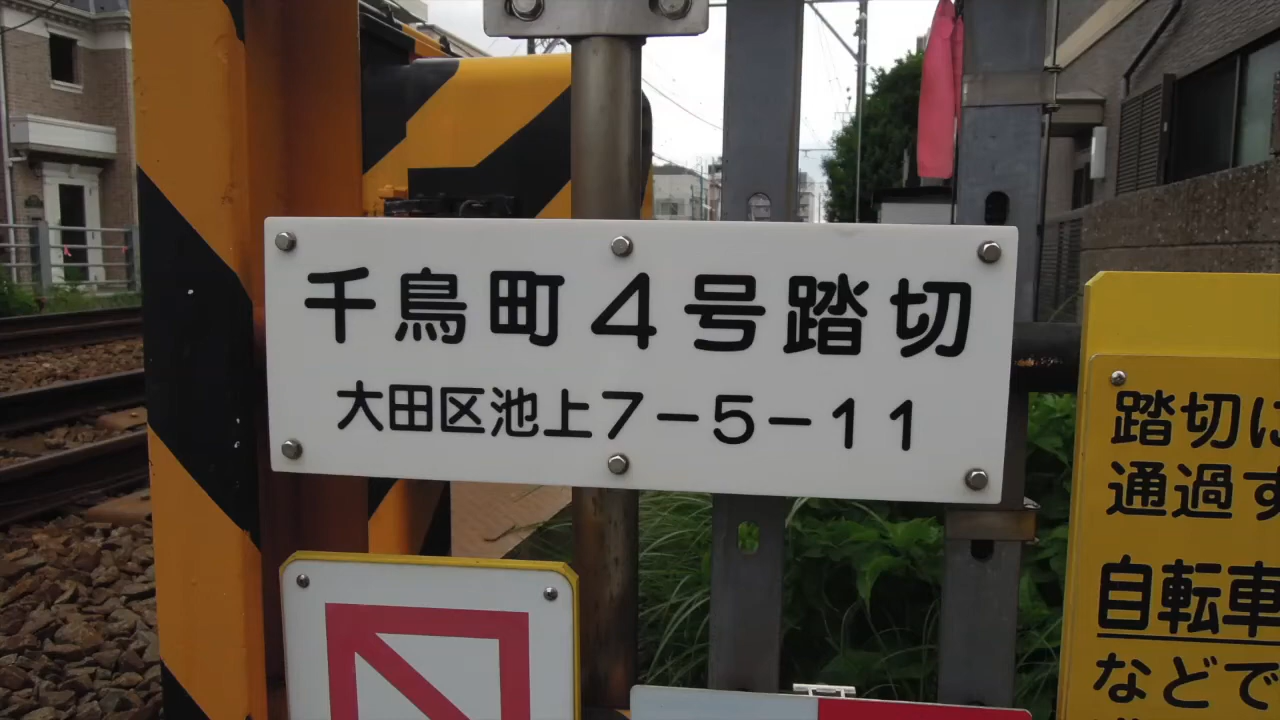 千鳥町４号踏切
大田区池上７－５－１１
踏切に
通過す
自転車
などで